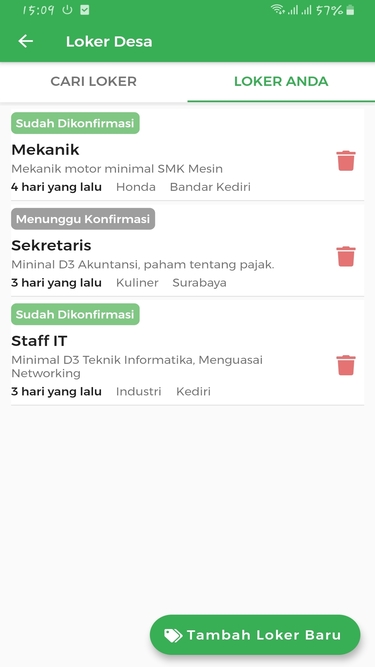 15:09
57%
Loker Desa
CARI LOKER
LOKER ANDA
Sudah Dikonfirmasi
Mekanik
Mekanik motor minimal SMK Mesin
4 hari yang lalu Honda Bandar Kediri
Menunggu Konfirmasi
Sekretaris
Mininal D3 Akuntansi, paham tentang pajak.
3 hari yang lalu Kuliner Surabaya
Sudah Dikonfirmasi
Staff IT
Minimal D3 Teknik Informatika, Menguasai
Networking
3 hari yang lalu Industri Kediri
Tambah Loker Baru